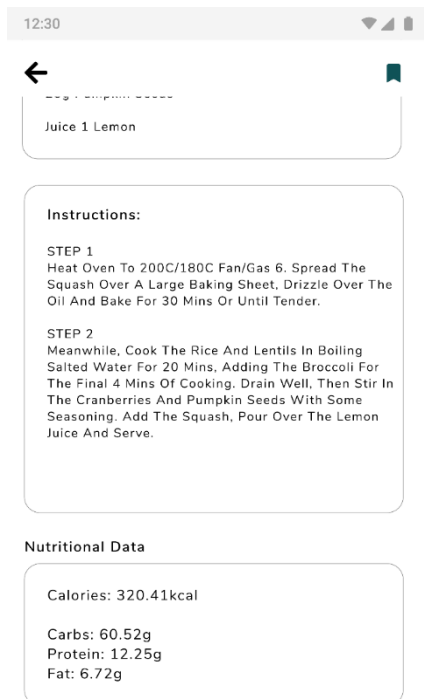 12:30
Juice 1 Lemon
Instructions:
STEP 1
Heat Oven To 200C/180C Fan/Gas 6. Spread The
Squash Over A Large Baking Sheet, Drizzle Over The
Oil And Bake For 30 Mins Or Until Tender.
STEP 2
Meanwhile, Cook The Rice And Lentils In Boiling
Salted Water For 20 Mins, Adding The Broccoli For
The Final 4 Mins Of Cooking. Drain Well, Then Stir In
The Cranberries And Pumpkin Seeds With Some
Seasoning. Add The Squash, Pour Over The Lemon
Juice And Serve.
Nutritional Data
Calories: 320.41kcal
Carbs: 60.52g
Protein: 12.25g
Fat: 6.72g